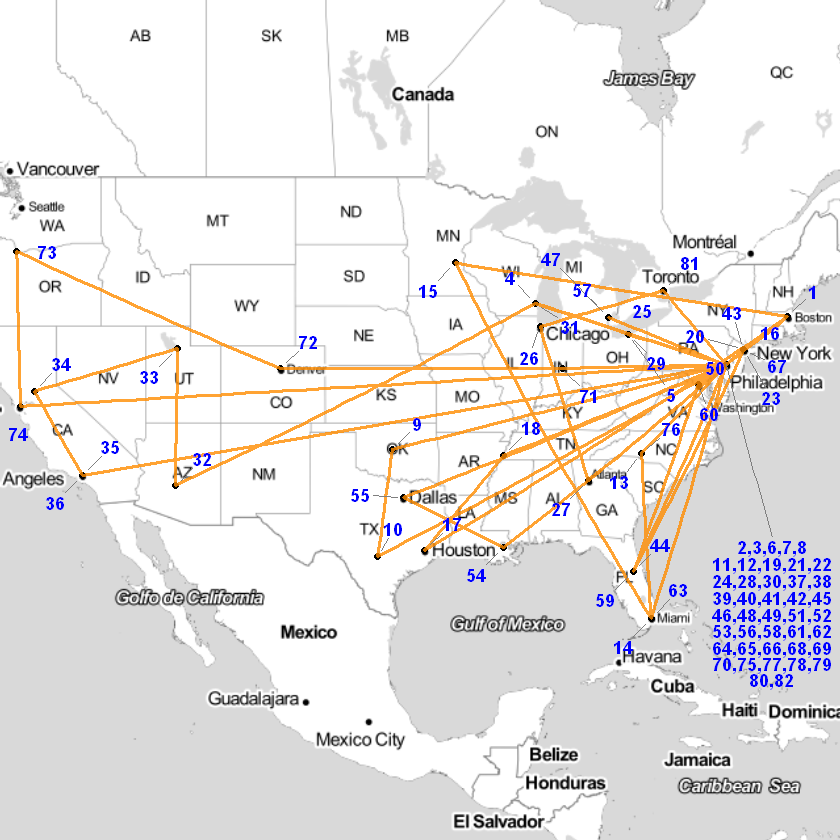 AB
SK
MB
QC
James Bay
Canada
ON
Vancouver
Seattle
WA
MT
ND
MN
Montréal
73
47
MI
81
OR
ID
SD
WI
4
Toronto
NH
1
15
57
WY
25
NY
43
Boston
NE
IA
31
Chicago
20
16
72
PA
34
26
IL
OH
New York
33
NV
UT
Denver
IN
29
50
67
Philadelphia
CO
KS
MO
71
5
23
74
CA
KY
VA
60
Washington
9
18
76
35
OK
TN
NC
Angeles
32
AZ
NM
AR
Atlanta
13
SC
36
55
Dallas
MS
AL
27
GA
LA
TX
10
17
Houston
44
54
FL
59
63
2,3,6,7,8
11,12,19,21,22
24,28,30,37,38
39,40,41,42,45
46,48,49,51,52
53,56,58,61,62
64,65,66,68,69
70,75,77,78,79
80,82
Golfo de California
Mexico
Gulf of Mexico
Miami
14
Havana
Cuba
Guadalajara
Haiti
Dominica
Mexico City
Belize
Jamaica
Honduras
Caribbean Sea
El Salvador